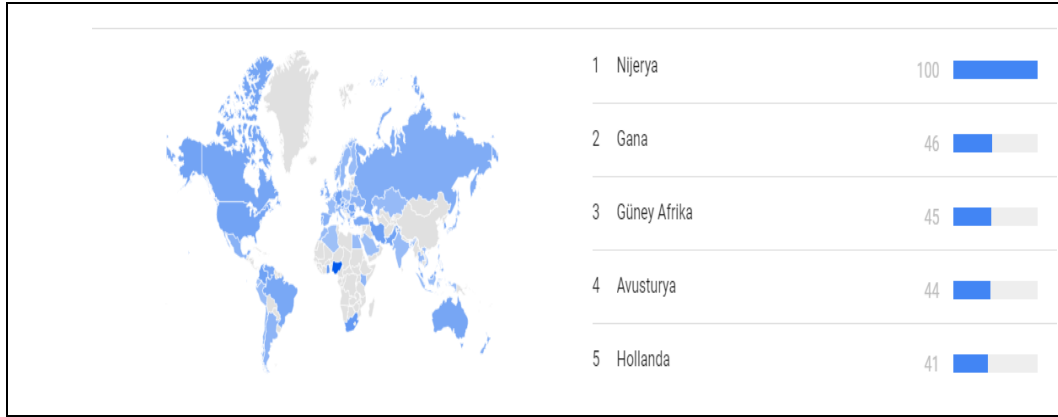 1 Nijerya 100
2 Gana 46
3 Güney Afrika 45
4 Avusturya 44
5 Hollanda 41